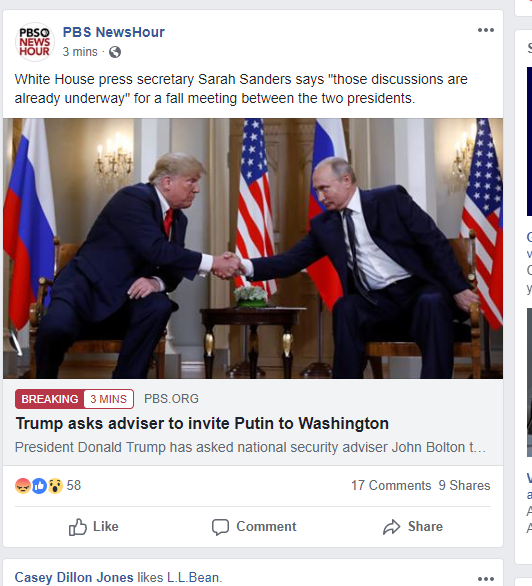 PBS
NEWS
HOUR
PBS NewsHour
3 mins ·
White House press secretary Sarah Sanders says "those discussions are
already underway" for a fall meeting between the two presidents.
BREAKING 3 MINS PBS.ORG
Trump asks adviser to invite Putin to Washington
President Donald Trump has asked national security adviser John Bolton t...
58
17 Comments 9 Shares
Like Comment Share
Casey Dillon Jones likes L.L.Bean.